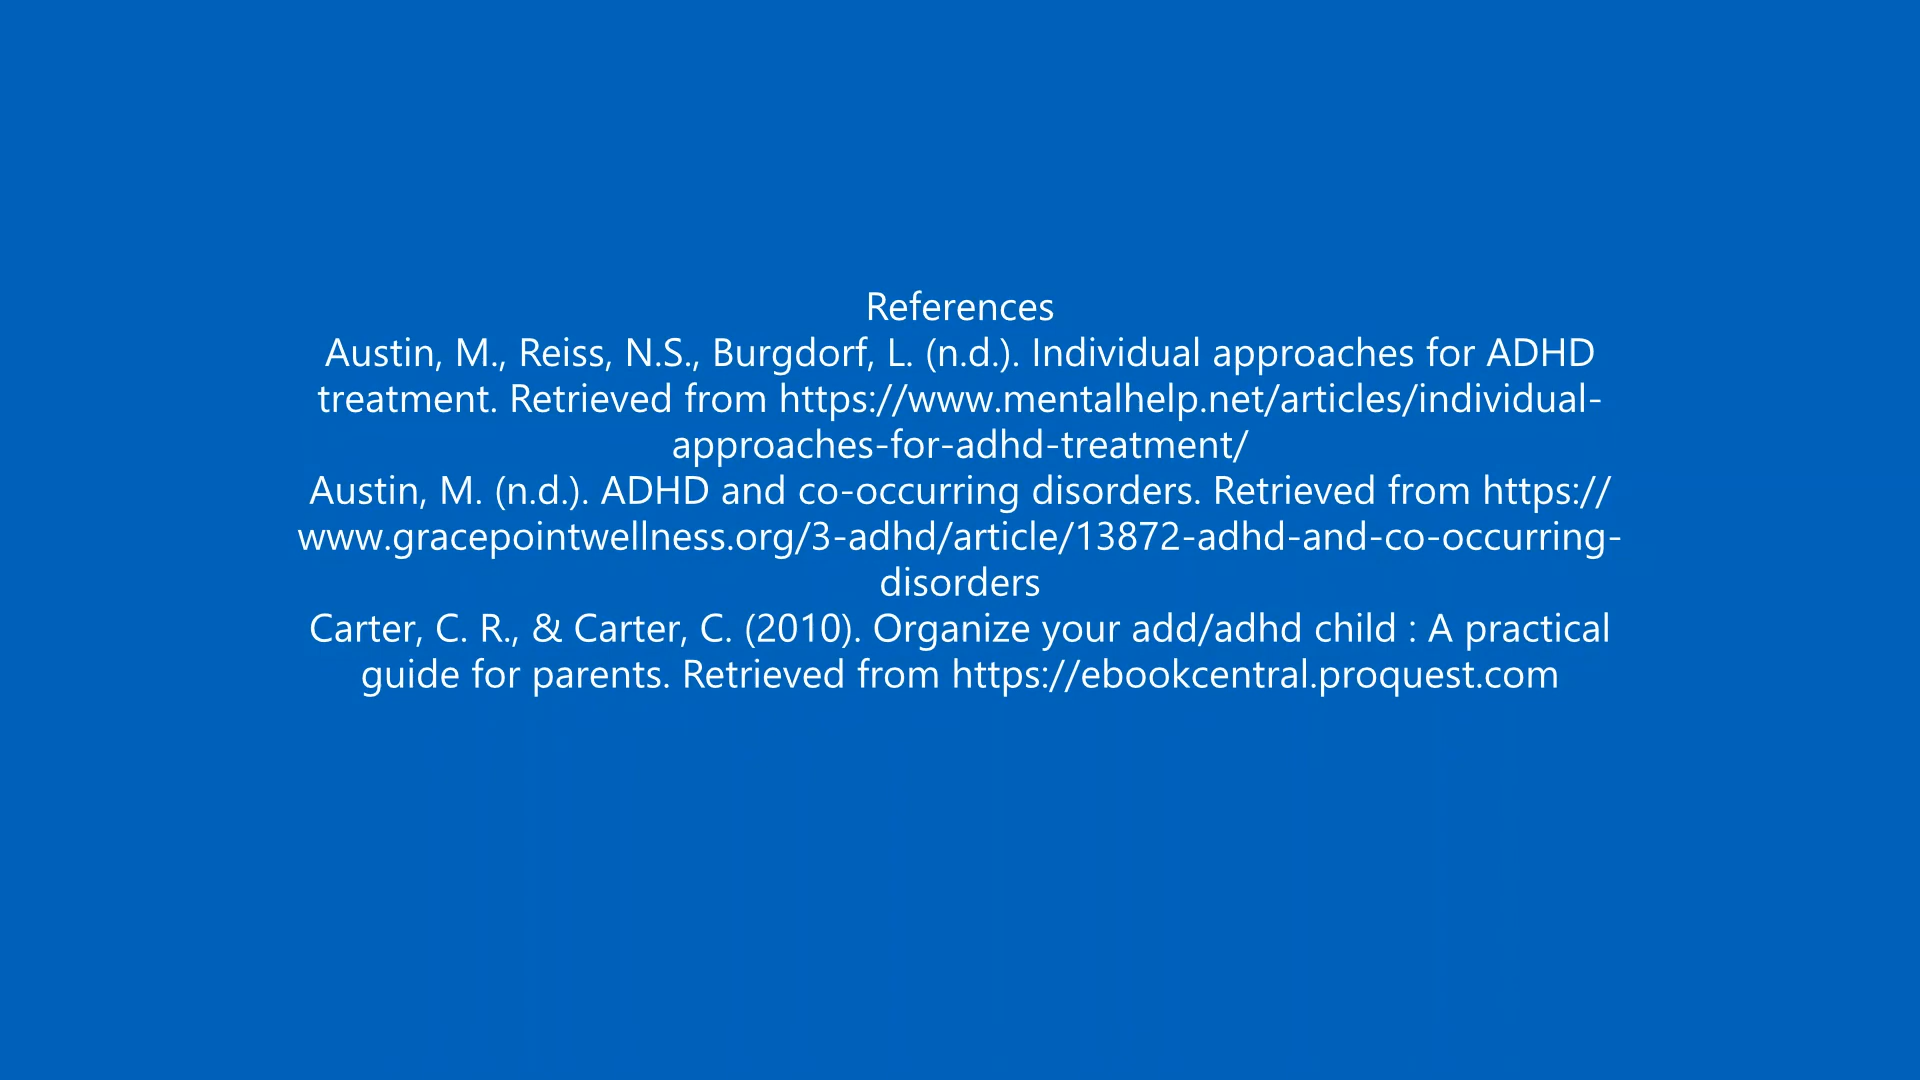 References
Austin, M., Reiss, N.S., Burgdorf, L. (n.d.). Individual approaches for ADHD
treatment. Retrieved from https://www.mentalhelp.net/articles/individual-
approaches-for-adhd-treatment/
Austin, M. (n.d.). ADHD and co-occurring disorders. Retrieved from https://
www.gracepointwellness.org/3-adhd/article/13872-adhd-and-co-occurring-
disorders
Carter, C. R., & Carter, C. (2010). Organize your add/adhd child : A practical
guide for parents. Retrieved from https://ebookcentral.proquest.com